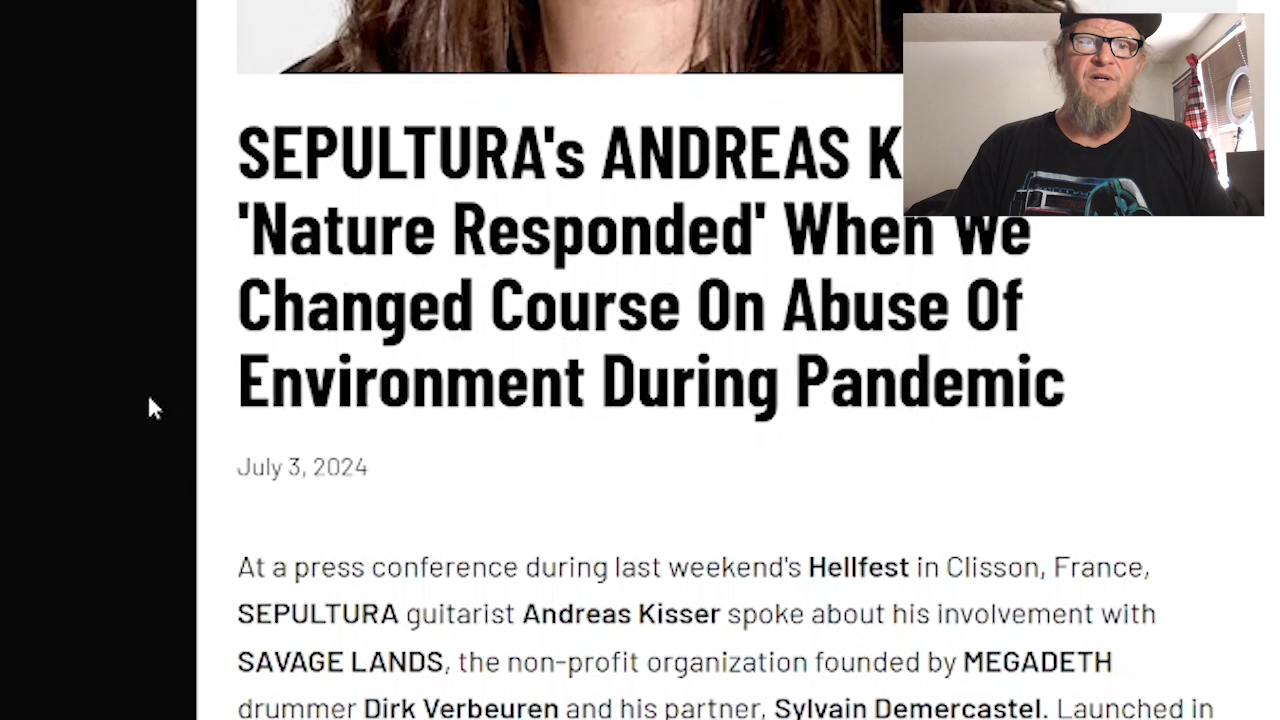 SEPULTURA's ANDREAS K
'Nature Responded' When We
Changed Course On Abuse Of
Environment During Pandemic
July 3, 2024
At a press conference during last weekend's Hellfest in Clisson, France,
SEPULTURA guitarist Andreas Kisser spoke about his involvement with
SAVAGE LANDS, the non-profit organization founded by MEGADETH
drummer Dirk Verbeuren and his partner, Sylvain Demercastel. Launched in